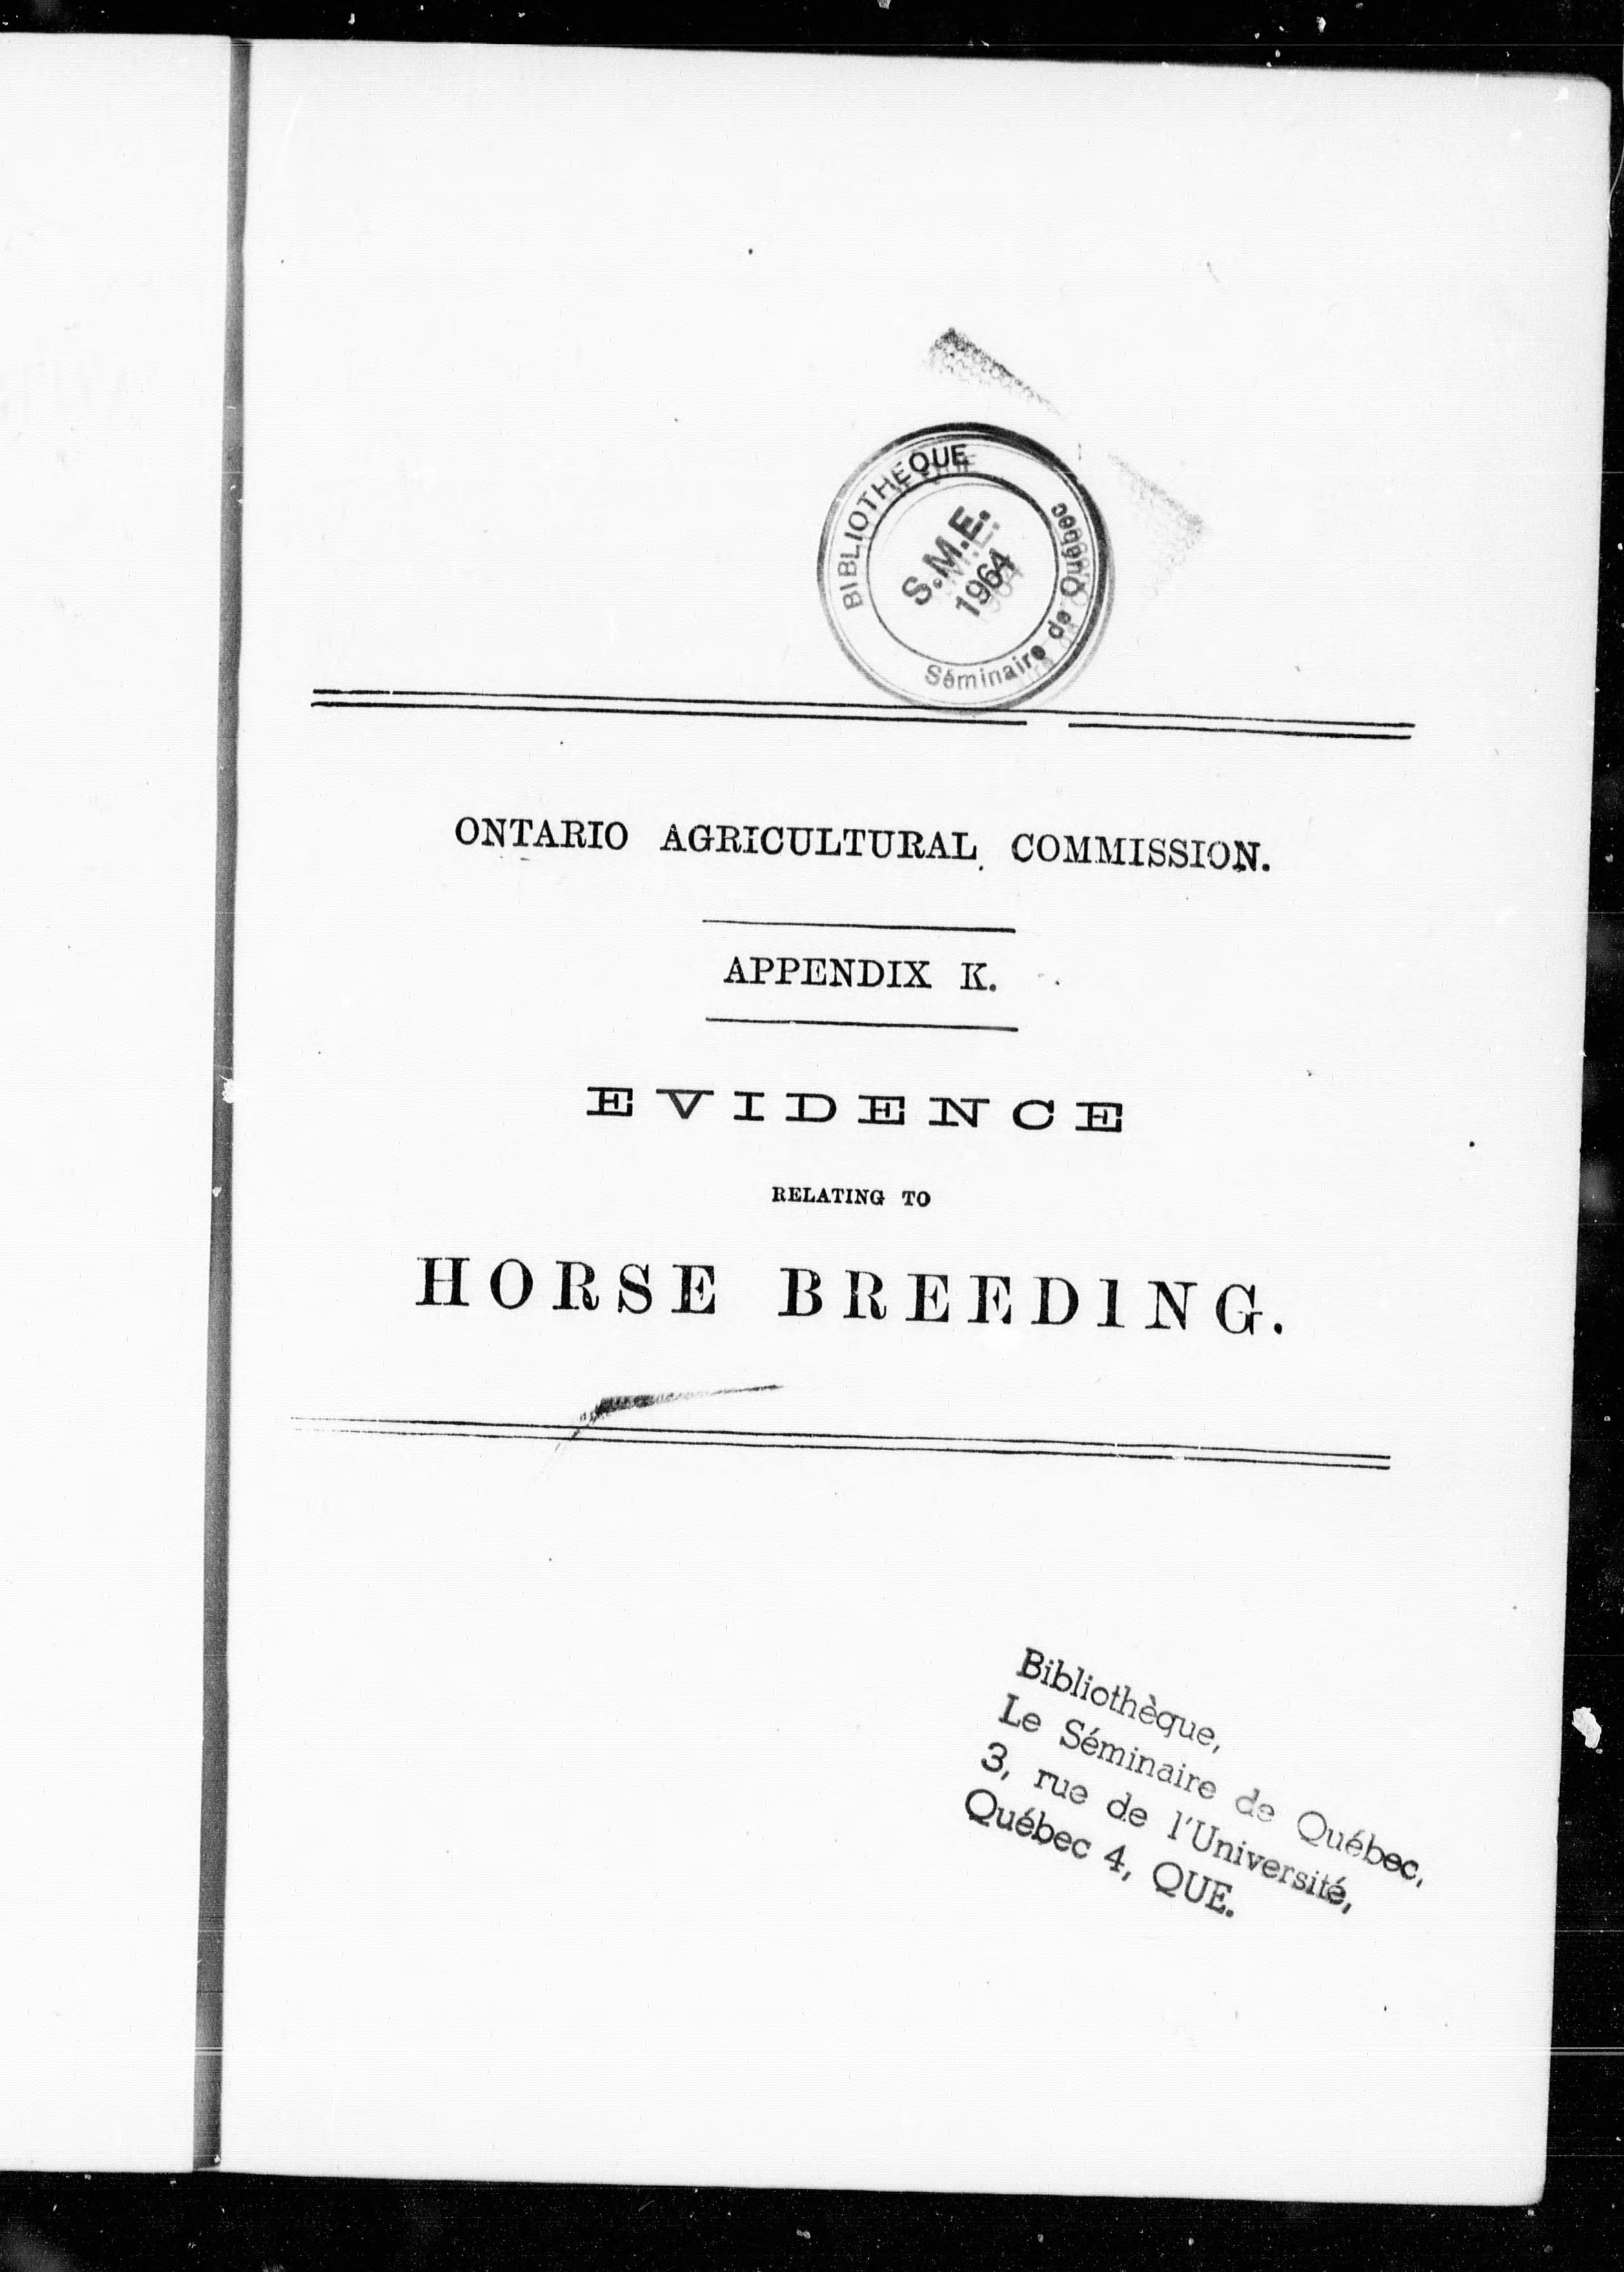 BIBLIOTHEQUE
S.M.E.
1964
Séminaire de Québec
ONTARIO AGRICULTURAL COMMISSION.
APPENDIX K.
EVIDENCE
RELATING TO
HORSE BREEDING.
Bibliothèque,
Le Séminaire de Québec,
3, rue de l'Université,
Québec 4, QUE.